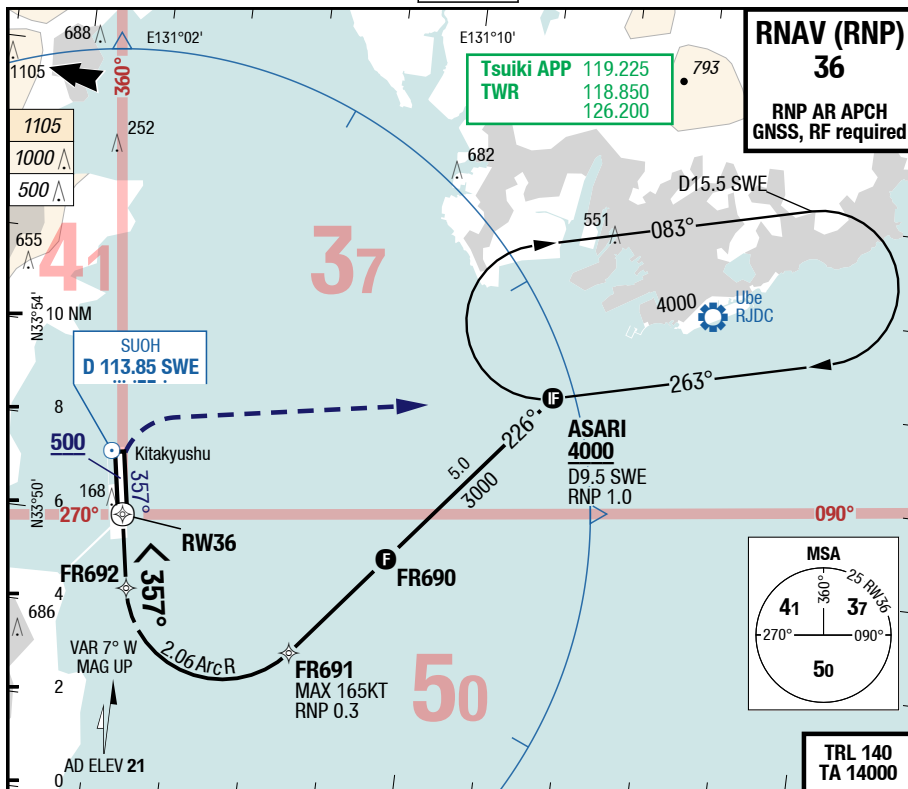 688
E131°02'
E131°10'
RNAV (RNP)
36
RNP AR APCH
GNSS, RF required
1105
360°
Tsuiki APP 119.225
TWR 118.850
126.200
793
1105
1000
500
252
682
D15.5 SWE
551
083°
655
41
37
4000
Ube
RJDC
N33°54'
10 NM
SUOH
D 113.85 SWE
263°
8
226°
IF
ASARI
4000
D9.5 SWE
RNP 1.0
500
Kitakyushu
5.0
3000
168
357°
N33°50'
6
270°
090°
RW36
MSA
F
FR690
FR692
357°
4
686
360°
25 RW36
41
37
270°
090°
50
VAR 7° W
MAG UP
2.06 Arc R
FR691
MAX 165KT
RNP 0.3
50
2
AD ELEV 21
0
TRL 140
TA 14000